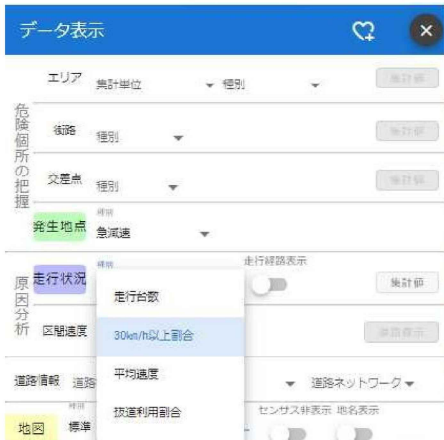 データ表示
エリア 集計単位 種別 集計値
危険個所の把握
街路 種別 集計値
交差点 種別 集計値
種別
発生地点 急減速
原因分析
種別 走行経路表示
走行状況 集計値
走行台数
区間速度 30km/h以上割合
平均速度
道路情報 道路 道路ネットワーク
抜道利用割合
種別 センサス非表示 地名表示
地図 標準